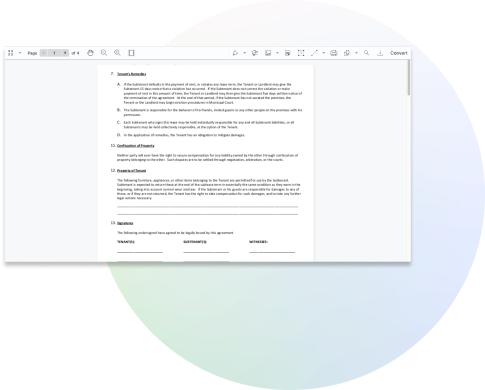 Page 1 of 4 Convert
7. Tenant's Remedies
A. If the Subtenant defaults in the payment of rent, or violates any lease term, the Tenant or Landlord may give the
Subtenant 15 days notice that a violation has occurred. If the Subtenant does not correct the violation or make
payment of rent in this amount of time, the Tenant or Landlord may then give the Subtenant five days written notice of
the termination of the agreement. At the end of that period, if the Subtenant has not vacated the premises, the
Tenant or the Landlord may begin eviction procedures in Municipal Court.
B. The Subtenant is responsible for the behavior of his friends, invited guests or any other people on the premises with his
permission.
C. Each Subtenant who signs this lease may be held individually responsible for any and all Subtenant liabilities, or all
Subtenants may be held collectively responsible, at the option of the Tenant.
D. In the application of remedies, the Tenant has an obligation to mitigate damages.
11. Confiscation of Property
Neither party will ever have the right to secure compensation for any liability owned by the other through confiscation of
property belonging to the other. Such disputes are to be settled through negotiation, arbitration, or the courts.
12. Property of Tenant
The following furniture, appliances, or other items belonging to the Tenant are permitted for use by the Subtenant.
Subtenant is expected to return these at the end of the sublease term in essentially the same condition as they were in the
beginning, taking into account normal wear and tear. If the Subtenant or his guests are responsible for damages to any of
these, or if they are not returned, the Tenant has the right to take compensation for such damages, and to take any further
legal actions necessary.
13. Signatures
The following undersigned have agreed to be legally bound by this agreement
TENANT(S): SUBTENANT(S): WITNESSES: